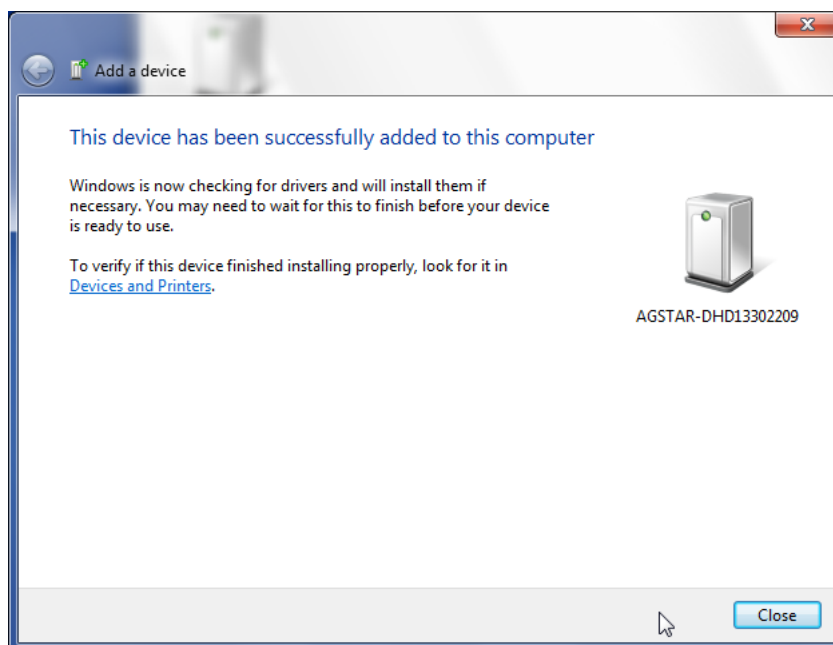 Add a device
This device has been successfully added to this computer
Windows is now checking for drivers and will install them if
necessary. You may need to wait for this to finish before your device
is ready to use.
To verify if this device finished installing properly, look for it in
Devices and Printers.
AGSTAR-DHD13302209
Close